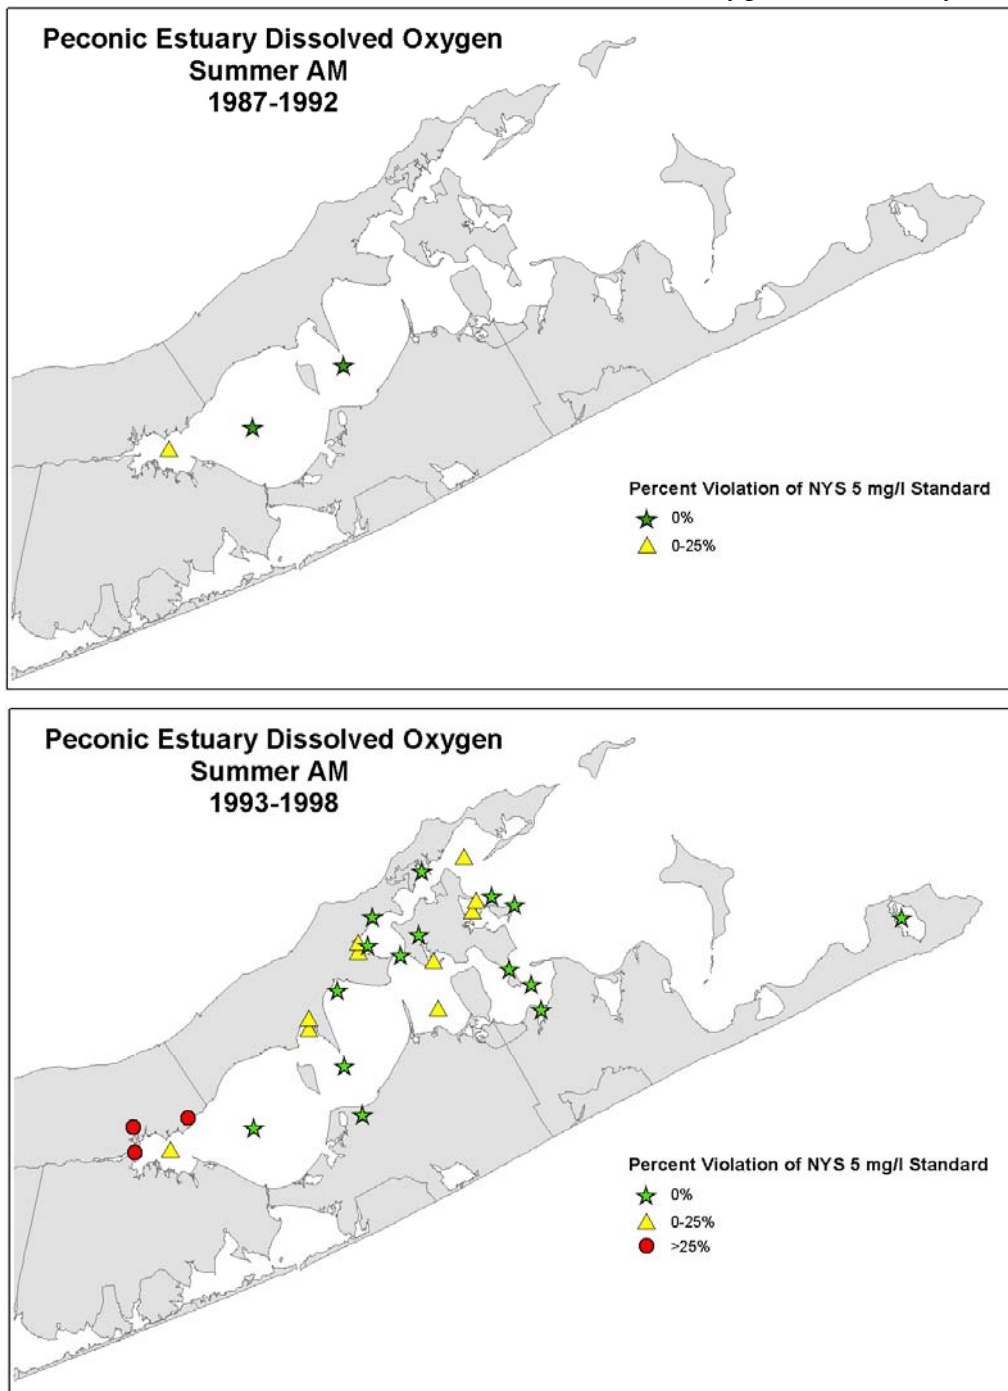 Peconic Estuary Dissolved Oxygen
Summer AM
1987-1992
Percent Violation of NYS 5 mg/l Standard
0%
0-25%
Peconic Estuary Dissolved Oxygen
Summer AM
1993-1998
Percent Violation of NYS 5 mg/l Standard
0%
0-25%
>25%